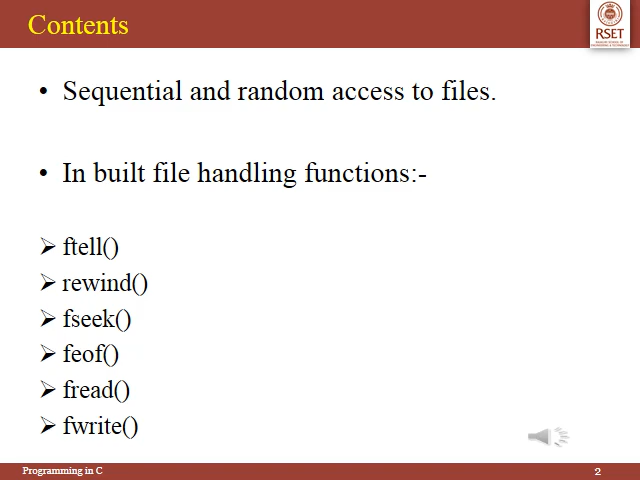 Contents
RSET
• Sequential and random access to files.
• In built file handling functions:-
➢ ftell()
➢ rewind()
➢ fseek()
➢ feof()
➢ fread()
➢ fwrite()
Programming in C
2